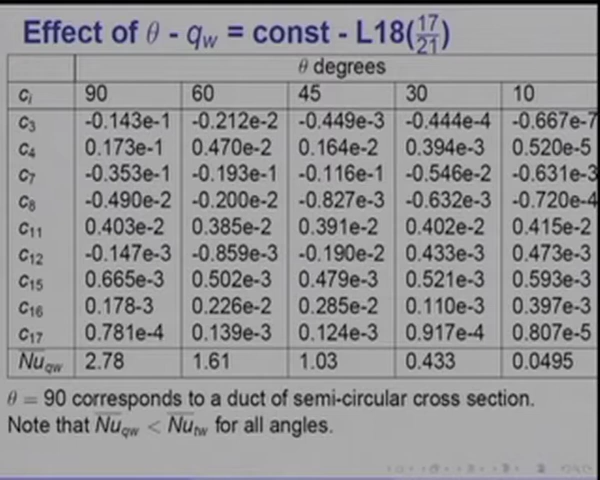 Effect of θ - q_w = const - L18(17/21)
θ degrees
c_i 90 60 45 30 10
c_3 -0.143e-1 -0.212e-2 -0.449e-3 -0.444e-4 -0.667e-7
c_4 0.173e-1 0.470e-2 0.164e-2 0.394e-3 0.520e-5
c_7 -0.353e-1 -0.193e-1 -0.116e-1 -0.546e-2 -0.631e-3
c_8 -0.490e-2 -0.200e-2 -0.827e-3 -0.632e-3 -0.720e-4
c_11 0.403e-2 0.385e-2 0.391e-2 0.402e-2 0.415e-2
c_12 -0.147e-3 -0.859e-3 -0.190e-2 0.433e-3 0.473e-3
c_15 0.665e-3 0.502e-3 0.479e-3 0.521e-3 0.593e-3
c_16 0.178-3 0.226e-2 0.285e-2 0.110e-3 0.397e-3
c_17 0.781e-4 0.139e-3 0.124e-3 0.917e-4 0.807e-5
N̅u̅_qw 2.78 1.61 1.03 0.433 0.0495
θ = 90 corresponds to a duct of semi-circular cross section.
Note that N̅u̅_qw < N̅u̅_tw for all angles.